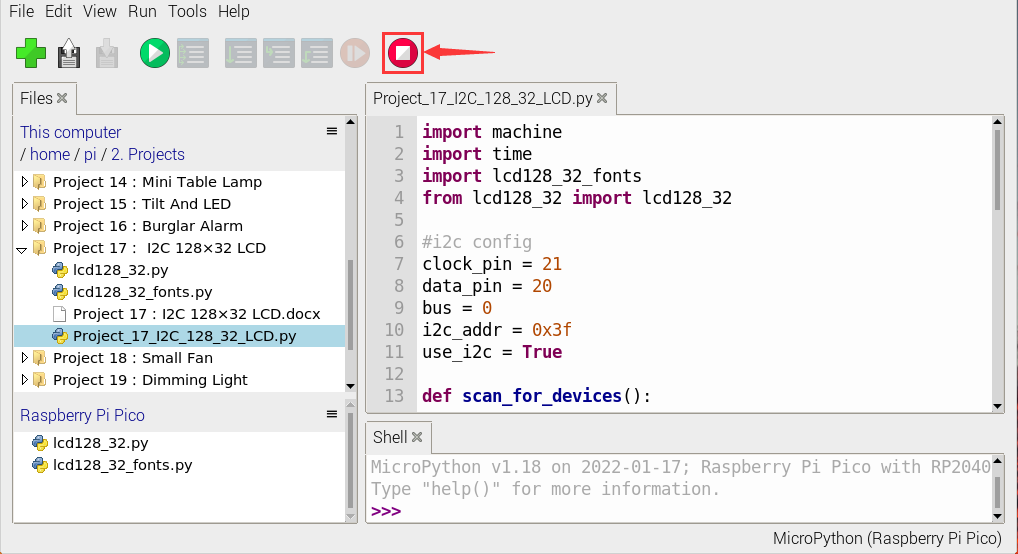 File Edit View Run Tools Help
Files
This computer
/ home / pi / 2. Projects
Project 14 : Mini Table Lamp
Project 15 : Tilt And LED
Project 16 : Burglar Alarm
Project 17 :  I2C 128×32 LCD
lcd128_32.py
lcd128_32_fonts.py
Project 17 : I2C 128×32 LCD.docx
Project_17_I2C_128_32_LCD.py
Project 18 : Small Fan
Project 19 : Dimming Light
Raspberry Pi Pico
lcd128_32.py
lcd128_32_fonts.py
Project_17_I2C_128_32_LCD.py
1 import machine
2 import time
3 import lcd128_32_fonts
4 from lcd128_32 import lcd128_32
5
6 #i2c config
7 clock_pin = 21
8 data_pin = 20
9 bus = 0
10 i2c_addr = 0x3f
11 use_i2c = True
12
13 def scan_for_devices():
Shell
MicroPython v1.18 on 2022-01-17; Raspberry Pi Pico with RP2040
Type "help()" for more information.
>>>
MicroPython (Raspberry Pi Pico)